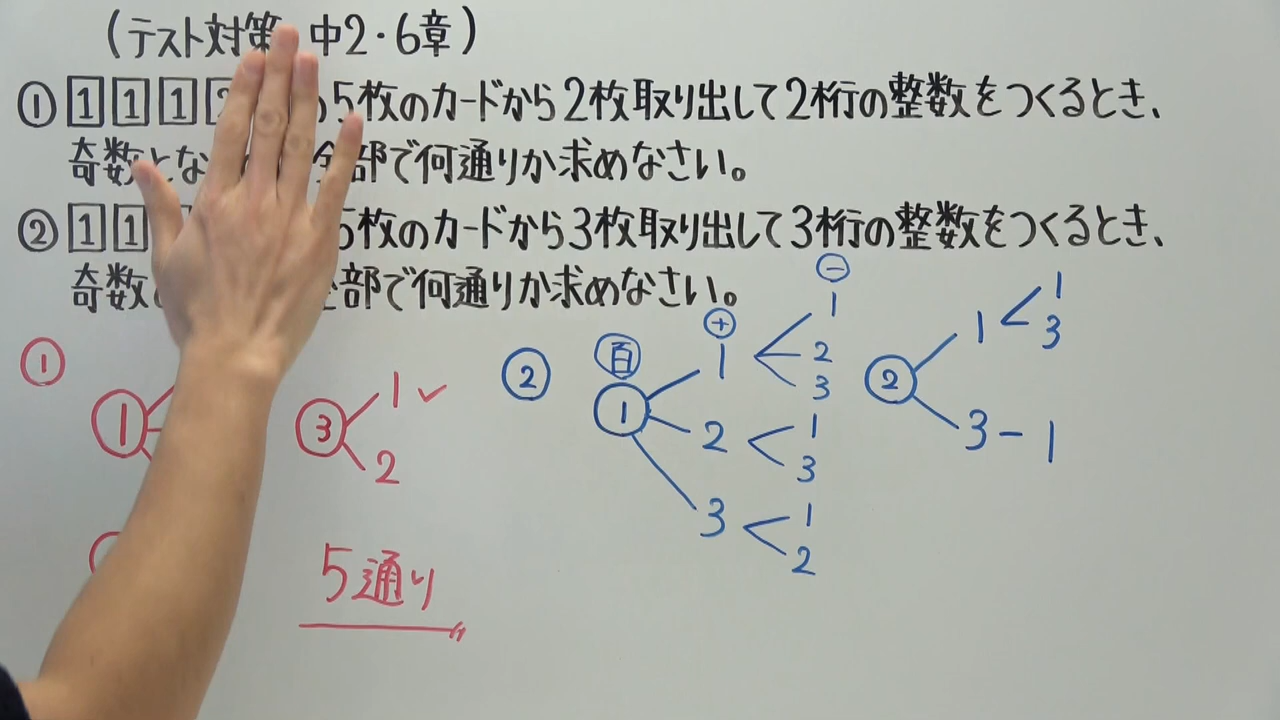 (テスト対策 中2・6章)
① 1 1 1 2 の5枚のカードから2枚取り出して2桁の整数をつくるとき、
奇数とな 全部で何通りか求めなさい。
② 1 1 5枚のカードから3枚取り出して3桁の整数をつくるとき、
奇数 全部で何通りか求めなさい。
①
1
3 1 ✓
2
5通り
②
百 十 一
1 1 1
2
3
2 1
3
3 1
2
2 1 1
3
3 - 1